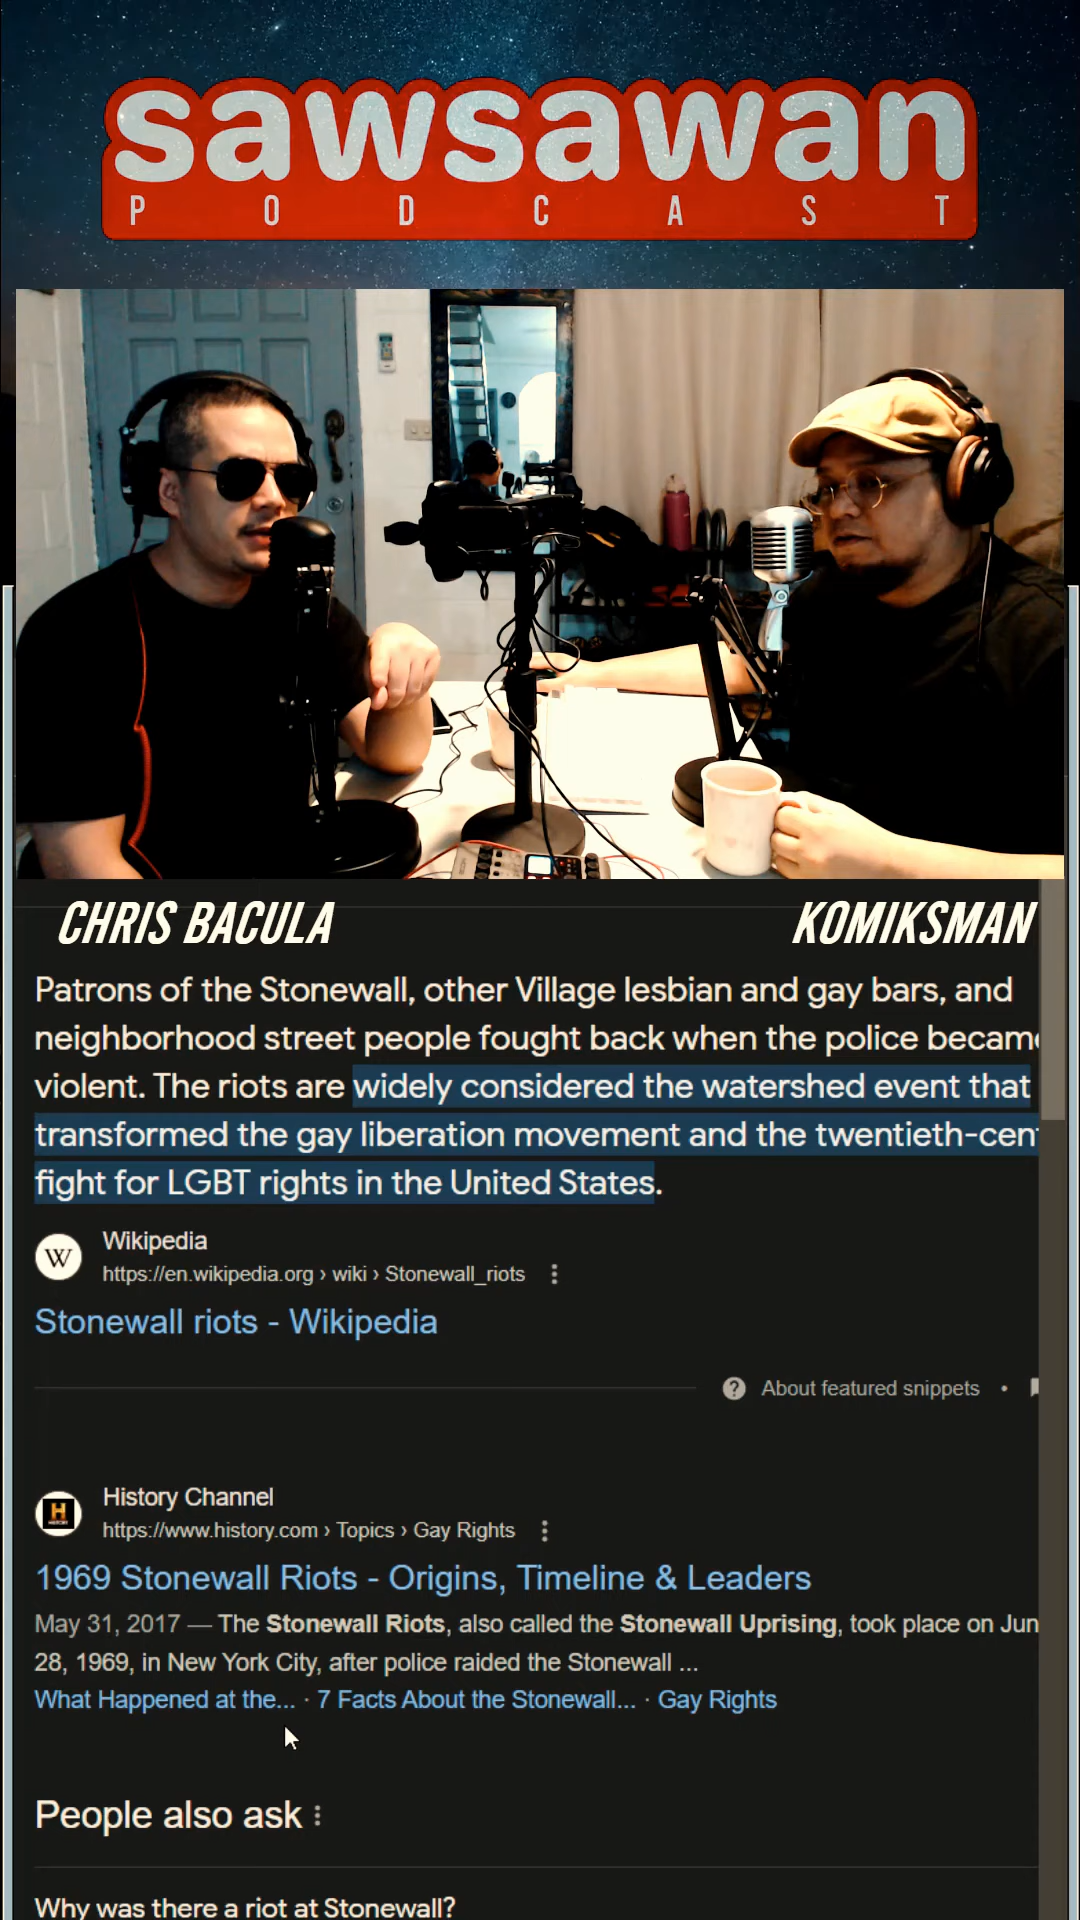 sawsawan
PODCAST
CHRIS BACULA
KOMIKSMAN
Patrons of the Stonewall, other Village lesbian and gay bars, and
neighborhood street people fought back when the police became
violent. The riots are widely considered the watershed event that
transformed the gay liberation movement and the twentieth-cent
fight for LGBT rights in the United States.
W
Wikipedia
https://en.wikipedia.org › wiki › Stonewall_riots
Stonewall riots - Wikipedia
About featured snippets •
H
History Channel
https://www.history.com › Topics › Gay Rights
1969 Stonewall Riots - Origins, Timeline & Leaders
May 31, 2017 — The Stonewall Riots, also called the Stonewall Uprising, took place on Jun
28, 1969, in New York City, after police raided the Stonewall ...
What Happened at the... · 7 Facts About the Stonewall... · Gay Rights
People also ask
Why was there a riot at Stonewall?